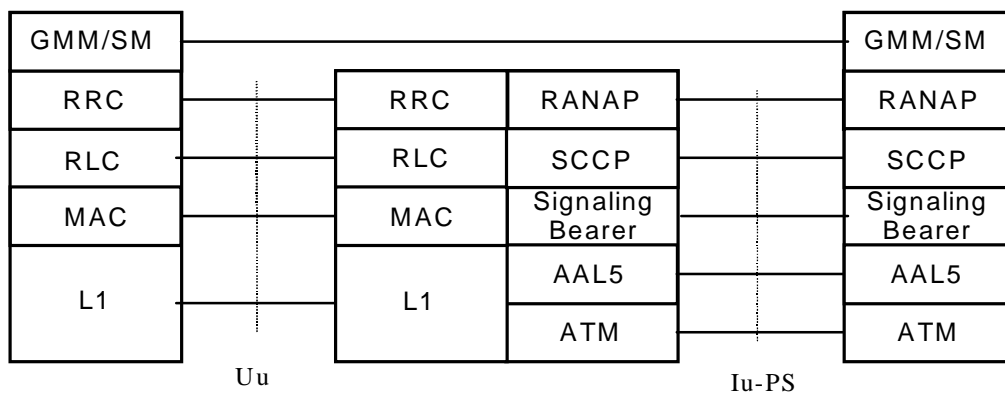 GMM/SM GMM/SM
RRC RRC RANAP RANAP
RLC RLC SCCP SCCP
MAC MAC Signaling Bearer Signaling Bearer
L1 L1 AAL5 AAL5
ATM ATM
Uu Iu-PS